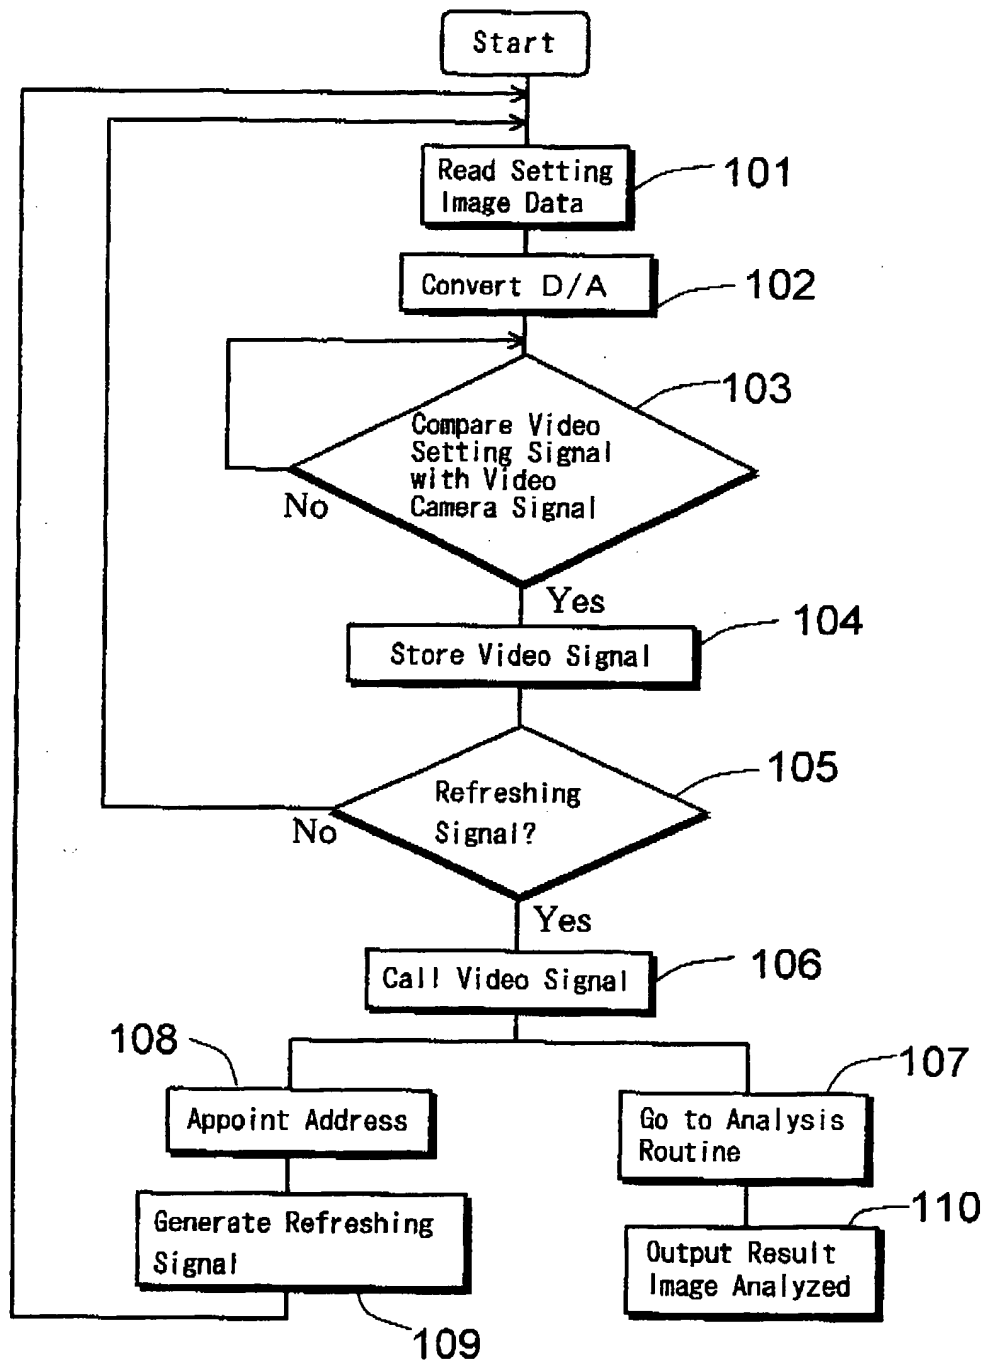 Start
Read Setting
Image Data
101
Convert D/A
102
103
Compare Video
Setting Signal
with Video
Camera Signal
No
Yes
104
Store Video Signal
105
Refreshing
Signal?
No
Yes
Call Video Signal
106
108
107
Appoint Address
Go to Analysis
Routine
Generate Refreshing
Signal
110
Output Result
Image Analyzed
109